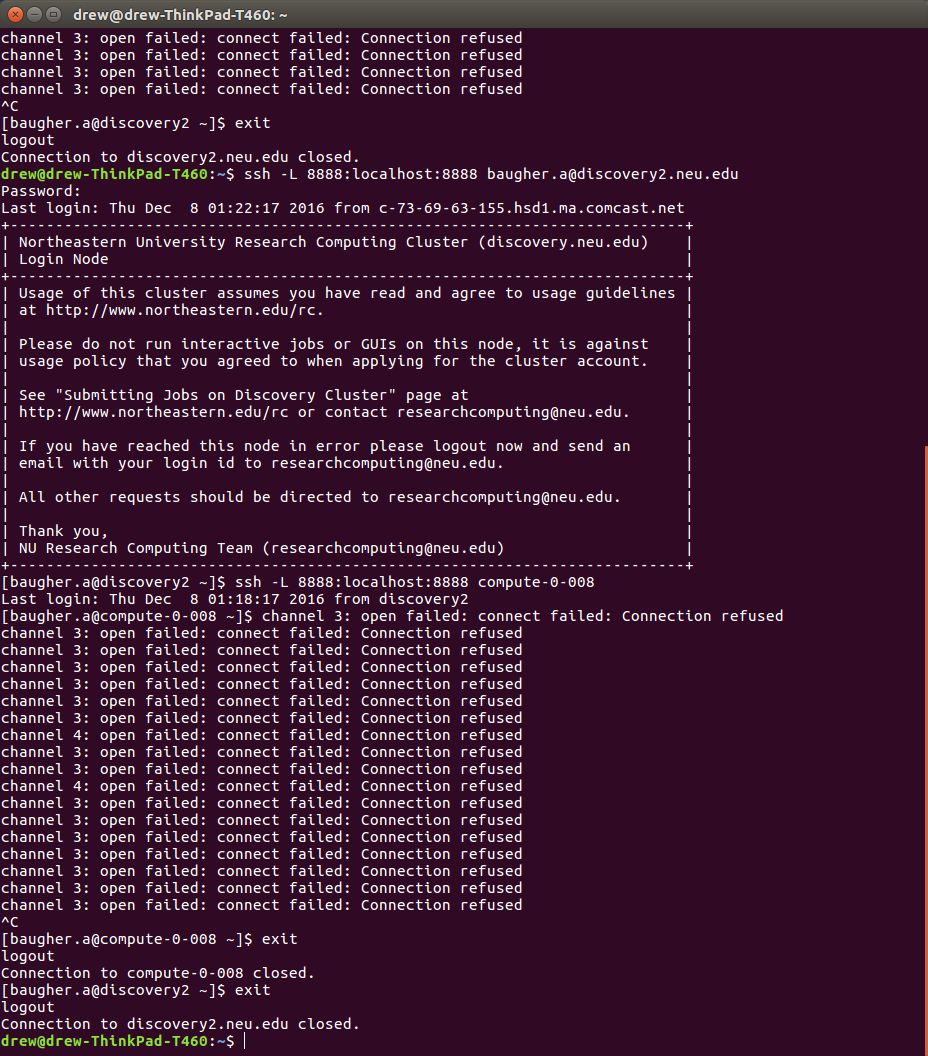 drew@drew-ThinkPad-T460: ~
channel 3: open failed: connect failed: Connection refused
channel 3: open failed: connect failed: Connection refused
channel 3: open failed: connect failed: Connection refused
channel 3: open failed: connect failed: Connection refused
^C
[baugher.a@discovery2 ~]$ exit
logout
Connection to discovery2.neu.edu closed.
drew@drew-ThinkPad-T460:~$ ssh -L 8888:localhost:8888 baugher.a@discovery2.neu.edu
Password:
Last login: Thu Dec  8 01:22:17 2016 from c-73-69-63-155.hsd1.ma.comcast.net
+---------------------------------------------------------------------------+
| Northeastern University Research Computing Cluster (discovery.neu.edu)    |
| Login Node                                                                |
+---------------------------------------------------------------------------+
| Usage of this cluster assumes you have read and agree to usage guidelines |
| at http://www.northeastern.edu/rc.                                        |
|                                                                           |
| Please do not run interactive jobs or GUIs on this node, it is against    |
| usage policy that you agreed to when applying for the cluster account.    |
|                                                                           |
| See "Submitting Jobs on Discovery Cluster" page at                        |
| http://www.northeastern.edu/rc or contact researchcomputing@neu.edu.      |
|                                                                           |
| If you have reached this node in error please logout now and send an      |
| email with your login id to researchcomputing@neu.edu.                    |
|                                                                           |
| All other requests should be directed to researchcomputing@neu.edu.       |
|                                                                           |
| Thank you,                                                                |
| NU Research Computing Team (researchcomputing@neu.edu)                    |
+---------------------------------------------------------------------------+
[baugher.a@discovery2 ~]$ ssh -L 8888:localhost:8888 compute-0-008
Last login: Thu Dec  8 01:18:17 2016 from discovery2
[baugher.a@compute-0-008 ~]$ channel 3: open failed: connect failed: Connection refused
channel 3: open failed: connect failed: Connection refused
channel 3: open failed: connect failed: Connection refused
channel 3: open failed: connect failed: Connection refused
channel 3: open failed: connect failed: Connection refused
channel 3: open failed: connect failed: Connection refused
channel 3: open failed: connect failed: Connection refused
channel 4: open failed: connect failed: Connection refused
channel 3: open failed: connect failed: Connection refused
channel 3: open failed: connect failed: Connection refused
channel 4: open failed: connect failed: Connection refused
channel 3: open failed: connect failed: Connection refused
channel 3: open failed: connect failed: Connection refused
channel 3: open failed: connect failed: Connection refused
channel 3: open failed: connect failed: Connection refused
channel 3: open failed: connect failed: Connection refused
channel 3: open failed: connect failed: Connection refused
channel 3: open failed: connect failed: Connection refused
^C
[baugher.a@compute-0-008 ~]$ exit
logout
Connection to compute-0-008 closed.
[baugher.a@discovery2 ~]$ exit
logout
Connection to discovery2.neu.edu closed.
drew@drew-ThinkPad-T460:~$